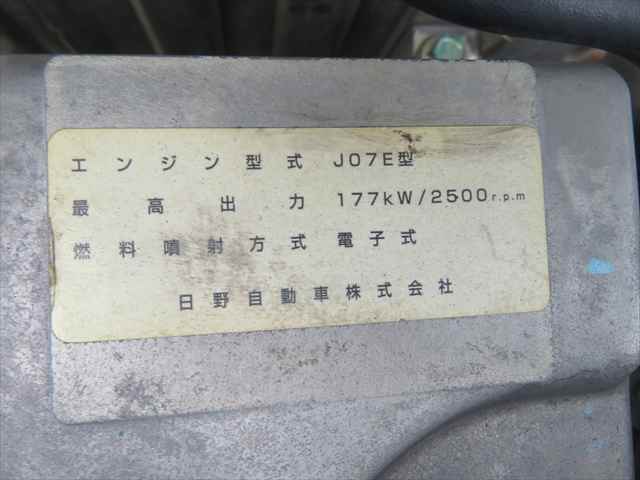 エンジン型式 J07E型
最高出力 177kW/2500r.p.m
燃料噴射方式 電子式
日野自動車株式会社